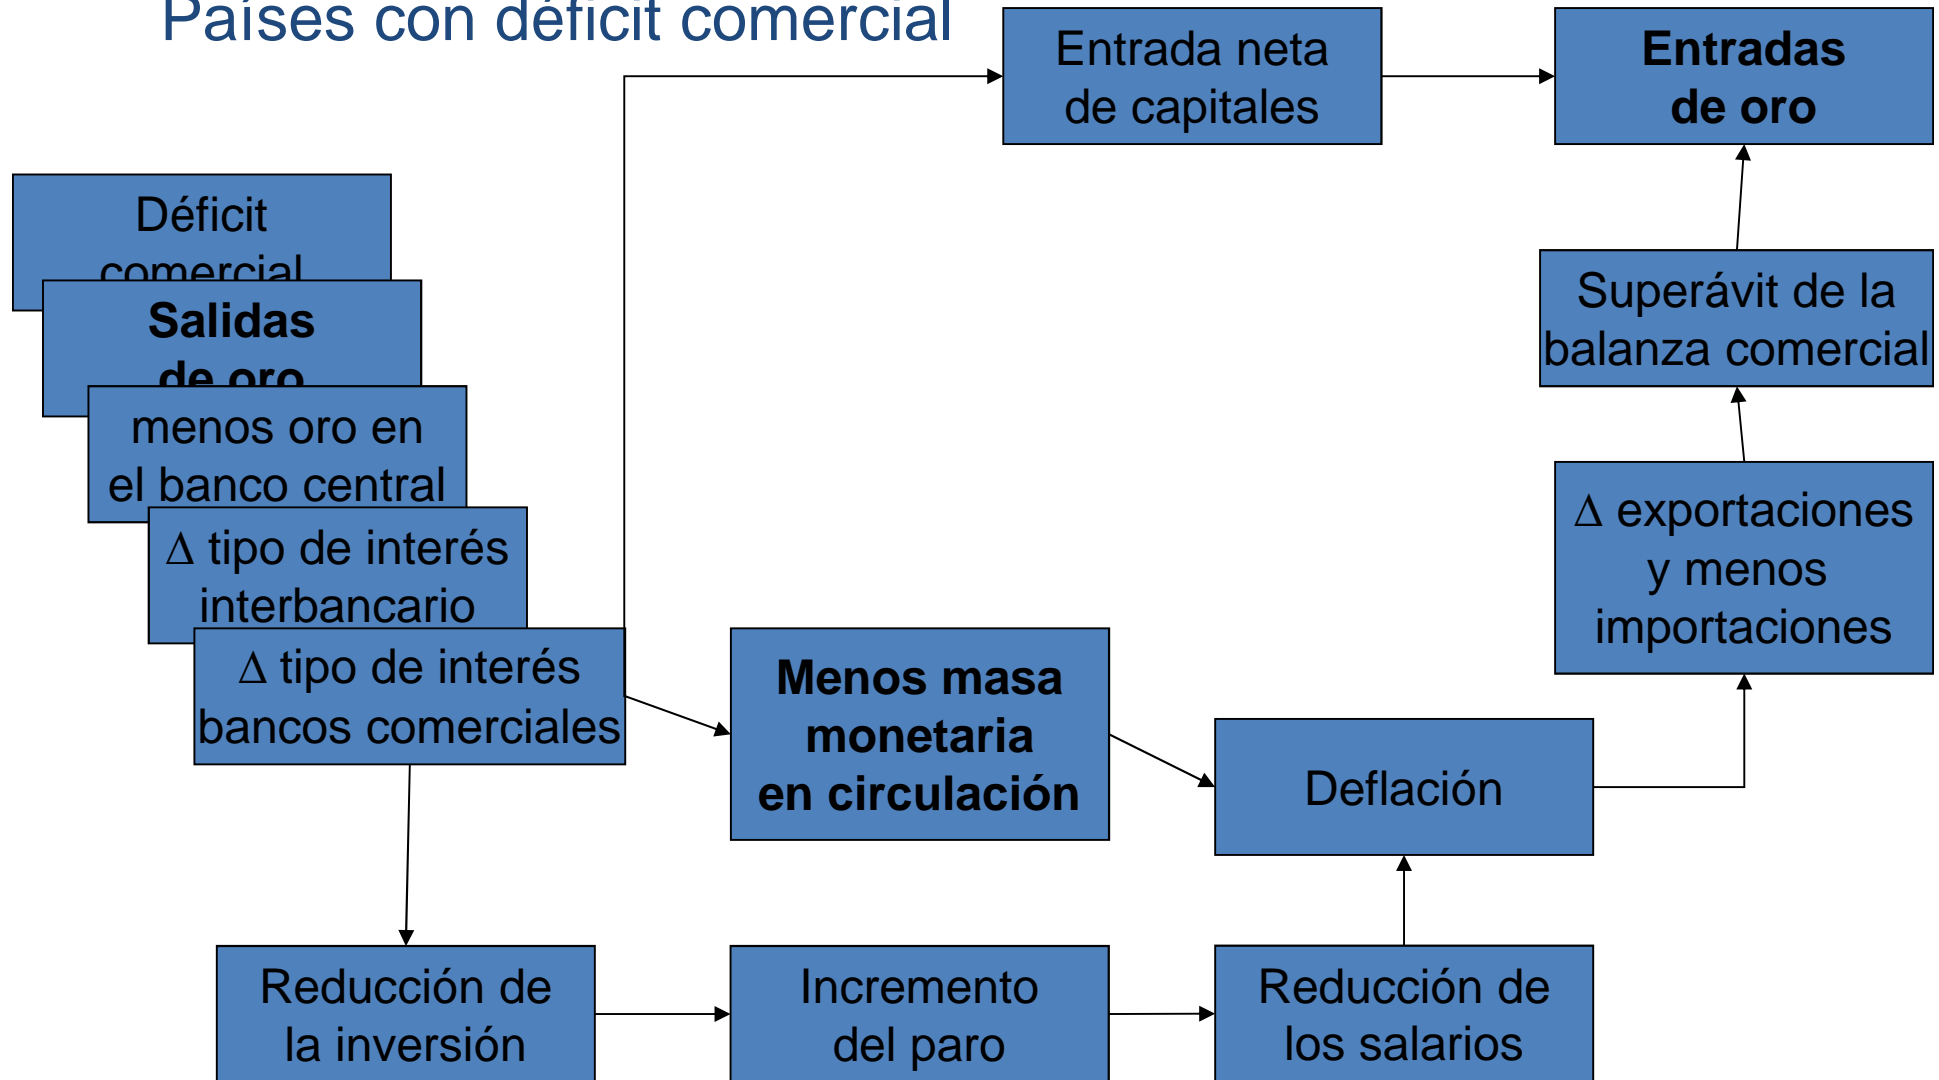 Países con déficit comercial
Entrada neta
de capitales
Entradas
de oro
Déficit
comercial
Salidas
de oro
menos oro en
el banco central
Δ tipo de interés
interbancario
Δ tipo de interés
bancos comerciales
Superávit de la
balanza comercial
Δ exportaciones
y menos
importaciones
Menos masa
monetaria
en circulación
Deflación
Reducción de
la inversión
Incremento
del paro
Reducción de
los salarios